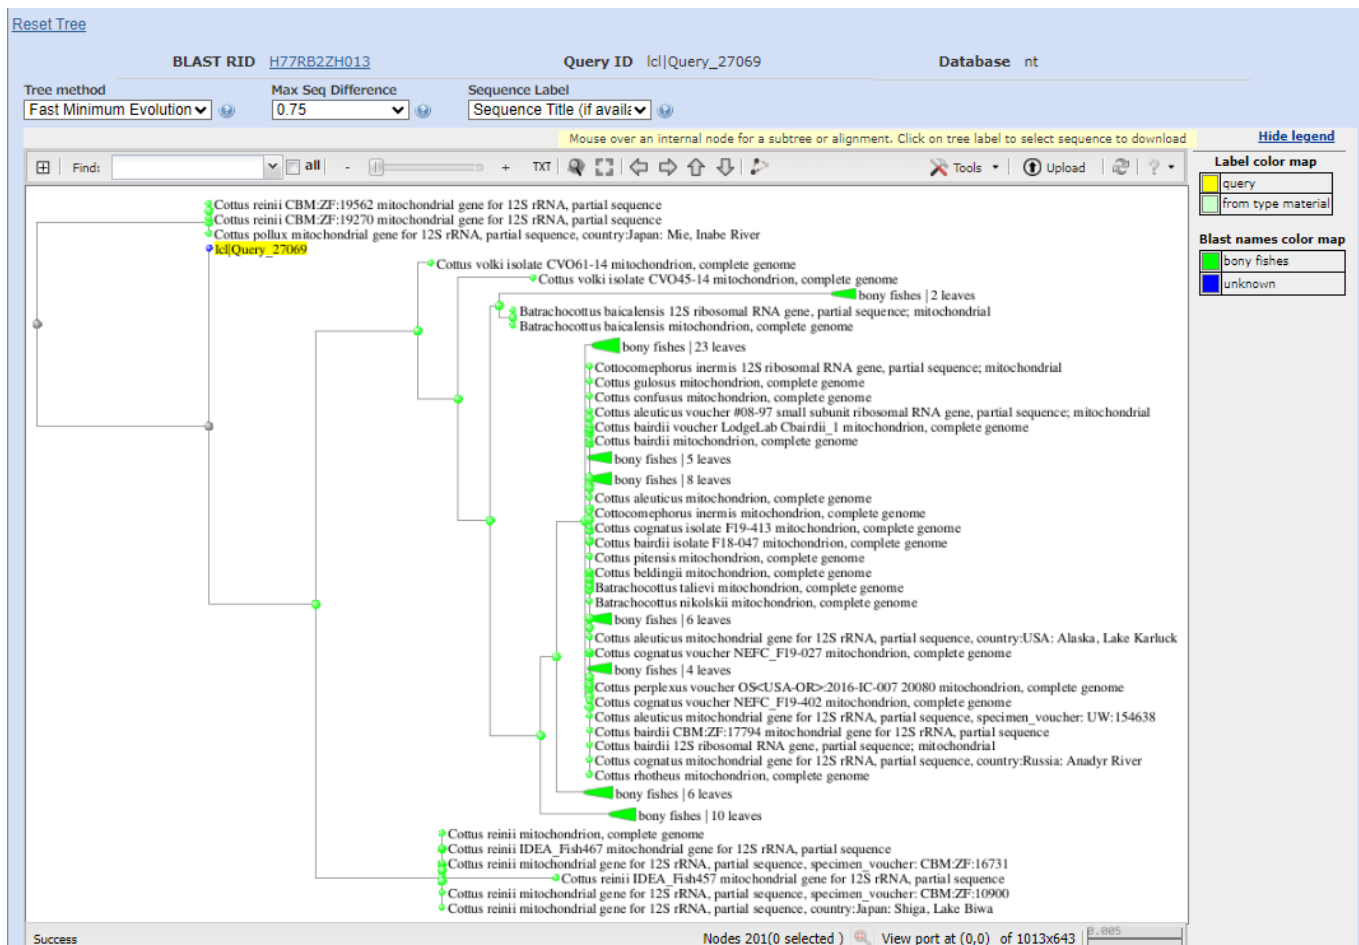 Reset Tree
BLAST RID H77RB2ZH013 Query ID lcl|Query_27069 Database nt
Tree method Max Seq Difference Sequence Label
Fast Minimum Evolution 0.75 Sequence Title (if availa
Mouse over an internal node for a subtree or alignment. Click on tree label to select sequence to download
Hide legend
Find: all - + TXT Tools Upload ?
Label color map
query
from type material
Blast names color map
bony fishes
unknown
Cottus reinii CBM:ZF:19562 mitochondrial gene for 12S rRNA, partial sequence
Cottus reinii CBM:ZF:19270 mitochondrial gene for 12S rRNA, partial sequence
Cottus pollux mitochondrial gene for 12S rRNA, partial sequence, country:Japan: Mie, Inabe River
lcl|Query_27069
Cottus volki isolate CVO61-14 mitochondrion, complete genome
Cottus volki isolate CVO45-14 mitochondrion, complete genome
bony fishes | 2 leaves
Batrachocottus baicalensis 12S ribosomal RNA gene, partial sequence; mitochondrial
Batrachocottus baicalensis mitochondrion, complete genome
bony fishes | 23 leaves
Cottocomephorus inermis 12S ribosomal RNA gene, partial sequence; mitochondrial
Cottus gulosus mitochondrion, complete genome
Cottus confusus mitochondrion, complete genome
Cottus aleuticus voucher #08-97 small subunit ribosomal RNA gene, partial sequence; mitochondrial
Cottus bairdii voucher LodgeLab Cbairdii_1 mitochondrion, complete genome
Cottus bairdii mitochondrion, complete genome
bony fishes | 5 leaves
bony fishes | 8 leaves
Cottus aleuticus mitochondrion, complete genome
Cottocomephorus inermis mitochondrion, complete genome
Cottus cognatus isolate F19-413 mitochondrion, complete genome
Cottus bairdii isolate F18-047 mitochondrion, complete genome
Cottus pitensis mitochondrion, complete genome
Cottus beldingii mitochondrion, complete genome
Batrachocottus talievi mitochondrion, complete genome
Batrachocottus nikolskii mitochondrion, complete genome
bony fishes | 6 leaves
Cottus aleuticus mitochondrial gene for 12S rRNA, partial sequence, country:USA: Alaska, Lake Karluck
Cottus cognatus voucher NEFC_F19-027 mitochondrion, complete genome
bony fishes | 4 leaves
Cottus perplexus voucher OS<USA-OR>:2016-IC-007 20080 mitochondrion, complete genome
Cottus cognatus voucher NEFC_F19-402 mitochondrion, complete genome
Cottus aleuticus mitochondrial gene for 12S rRNA, partial sequence, specimen_voucher: UW:154638
Cottus bairdii CBM:ZF:17794 mitochondrial gene for 12S rRNA, partial sequence
Cottus bairdii 12S ribosomal RNA gene, partial sequence; mitochondrial
Cottus cognatus mitochondrial gene for 12S rRNA, partial sequence, country:Russia: Anadyr River
Cottus rhotheus mitochondrion, complete genome
bony fishes | 6 leaves
bony fishes | 10 leaves
Cottus reinii mitochondrion, complete genome
Cottus reinii IDEA_Fish467 mitochondrial gene for 12S rRNA, partial sequence
Cottus reinii mitochondrial gene for 12S rRNA, partial sequence, specimen_voucher: CBM:ZF:16731
Cottus reinii IDEA_Fish457 mitochondrial gene for 12S rRNA, partial sequence
Cottus reinii mitochondrial gene for 12S rRNA, partial sequence, specimen_voucher: CBM:ZF:10900
Cottus reinii mitochondrial gene for 12S rRNA, partial sequence, country:Japan: Shiga, Lake Biwa
Success Nodes 201(0 selected ) View port at (0,0) of 1013x643 0.005